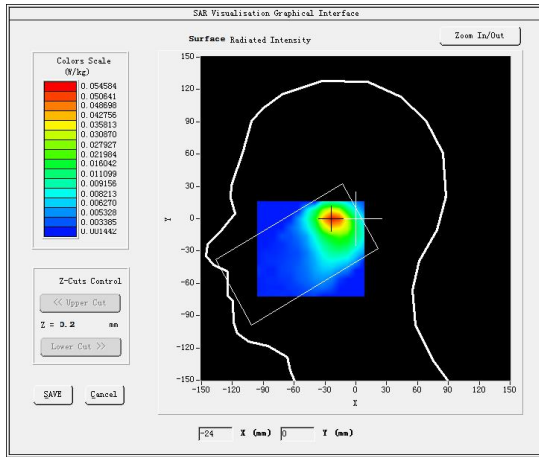 SAR Visualisation Graphical Interface
Surface Radiated Intensity
Zoom In/Out
Colors Scale
(W/kg)
0.054584
0.050641
0.048698
0.042756
0.035813
0.030870
0.027927
0.021984
0.016042
0.011099
0.009156
0.008213
0.006270
0.005328
0.003385
0.001442
150
120
90
60
30
0
-30
-60
-90
-120
-150
Y
-150 -120 -90 -60 -30 0 30 60 90 120 150
X
Z-Cuts Control
<< Upper Cut
Z = 0.2 mm
Lower Cut >>
SAVE Cancel
-24 X (mm) 0 Y (mm)